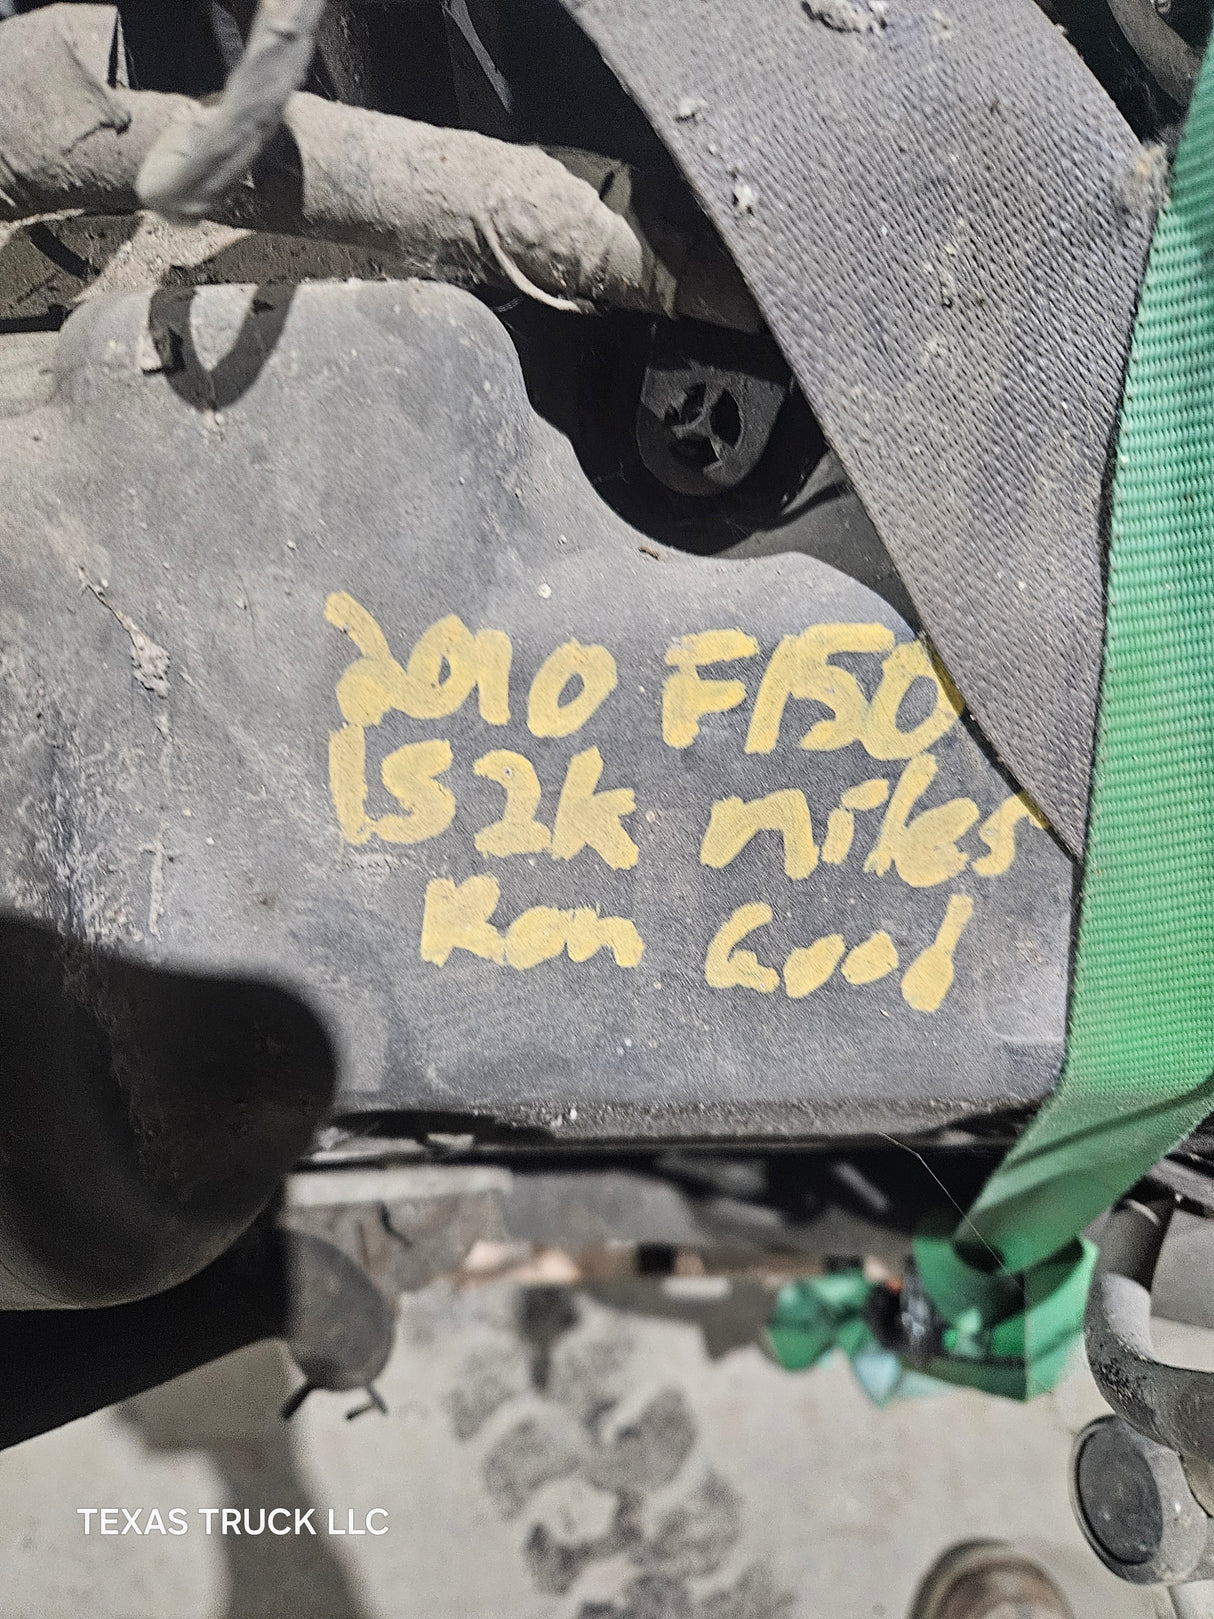 2010 F150
152k miles
Ran Good
TEXAS TRUCK LLC